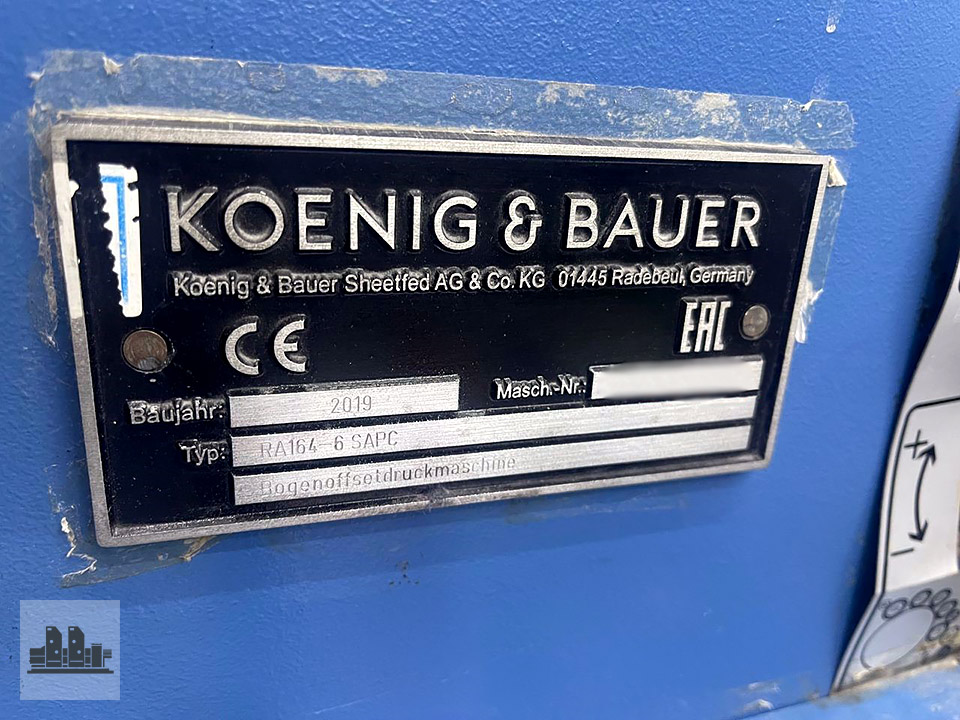 KOENIG & BAUER
Koenig & Bauer Sheetfed AG & Co. KG 01445 Radebeul, Germany
CE EAC
Baujahr: 2019 Masch.-Nr.:
Typ: RA164-6 SAPC
Bogenoffsetdruckmaschine
+
-